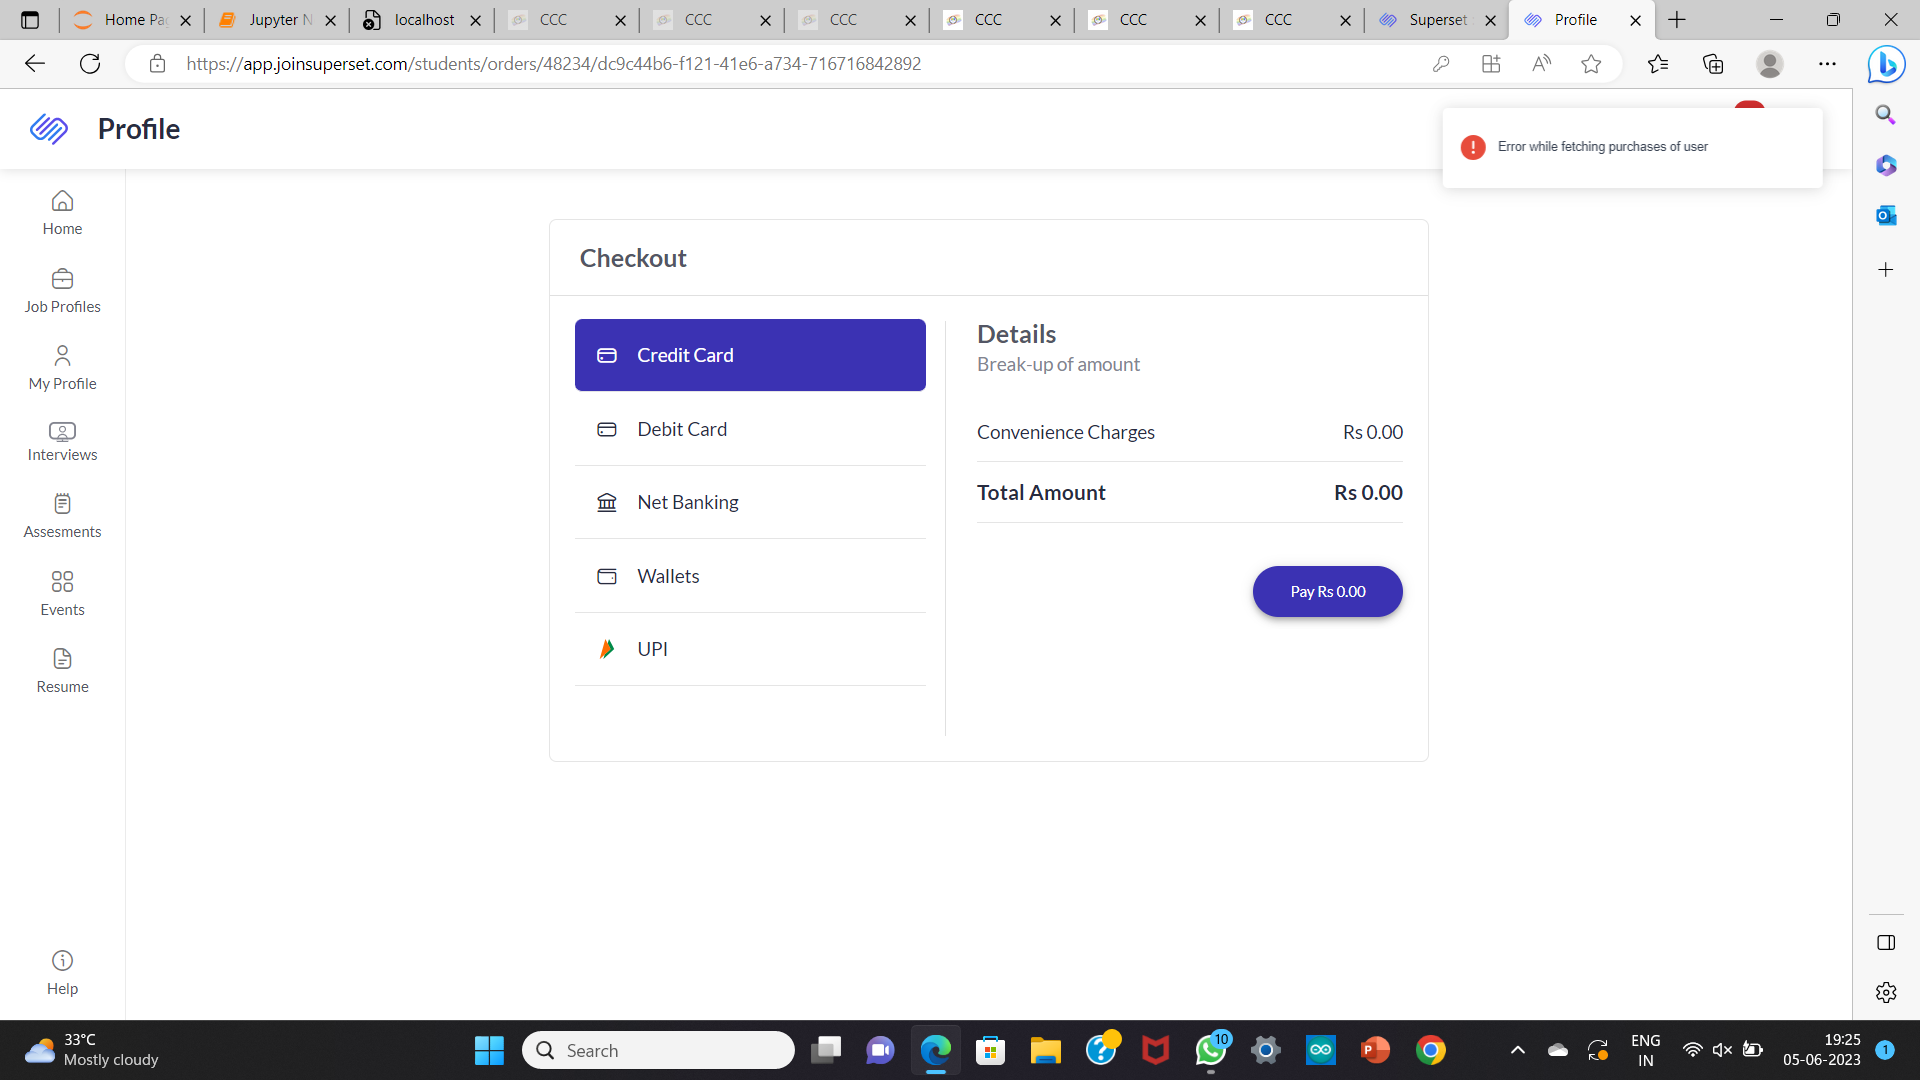 Home Pa
Jupyter N
localhost
CCC
CCC
CCC
CCC
CCC
CCC
Superset
Profile
https://app.joinsuperset.com/students/orders/48234/dc9c44b6-f121-41e6-a734-716716842892
Profile
Error while fetching purchases of user
Home
Job Profiles
My Profile
Interviews
Assesments
Events
Resume
Help
Checkout
Credit Card
Debit Card
Net Banking
Wallets
UPI
Details
Break-up of amount
Convenience Charges Rs 0.00
Total Amount Rs 0.00
Pay Rs 0.00
33°C
Mostly cloudy
Search
10
ENG
IN
19:25
05-06-2023
1